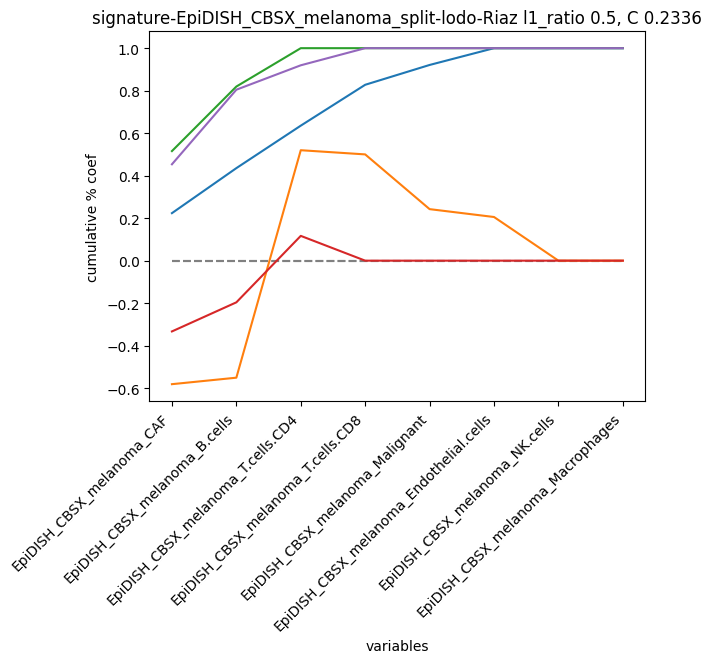 signature-EpiDISH_CBSX_melanoma_split-lodo-Riaz l1_ratio 0.5, C 0.2336
1.0
0.8
0.6
0.4
0.2
0.0
−0.2
−0.4
−0.6
cumulative % coef
EpiDISH_CBSX_melanoma_CAF
EpiDISH_CBSX_melanoma_B.cells
EpiDISH_CBSX_melanoma_T.cells.CD4
EpiDISH_CBSX_melanoma_T.cells.CD8
EpiDISH_CBSX_melanoma_Malignant
EpiDISH_CBSX_melanoma_Endothelial.cells
EpiDISH_CBSX_melanoma_NK.cells
EpiDISH_CBSX_melanoma_Macrophages
variables